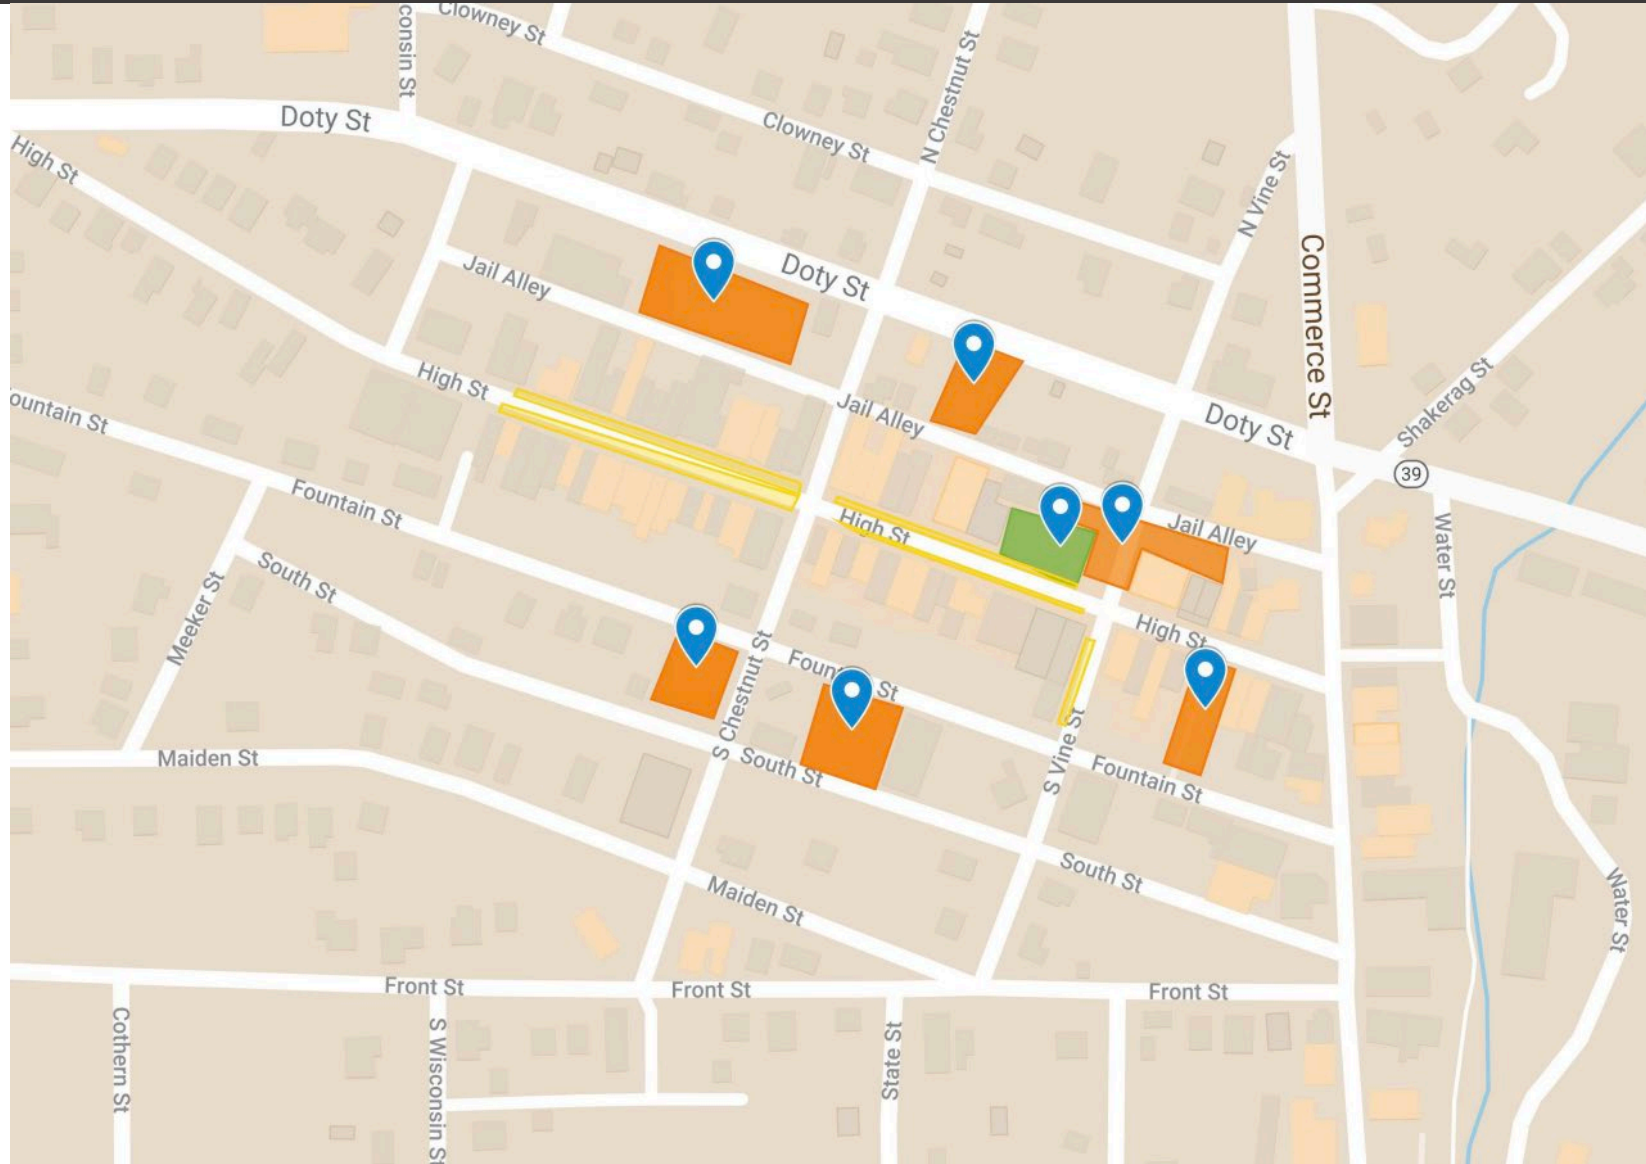 Clowney St
consin St
Doty St
N Chestnut St
Clowney St
High St
N Vine St
Jail Alley
Doty St
Commerce St
High St
Jail Alley
Doty St
Shakerag St
39
ountain St
Fountain St
High St
Jail Alley
Water St
South St
Meeker St
High St
Fountain St
S Chestnut St
S Vine St
Maiden St
South St
Fountain St
South St
Maiden St
Water St
Front St
Front St
Front St
Cothern St
S Wisconsin St
State St